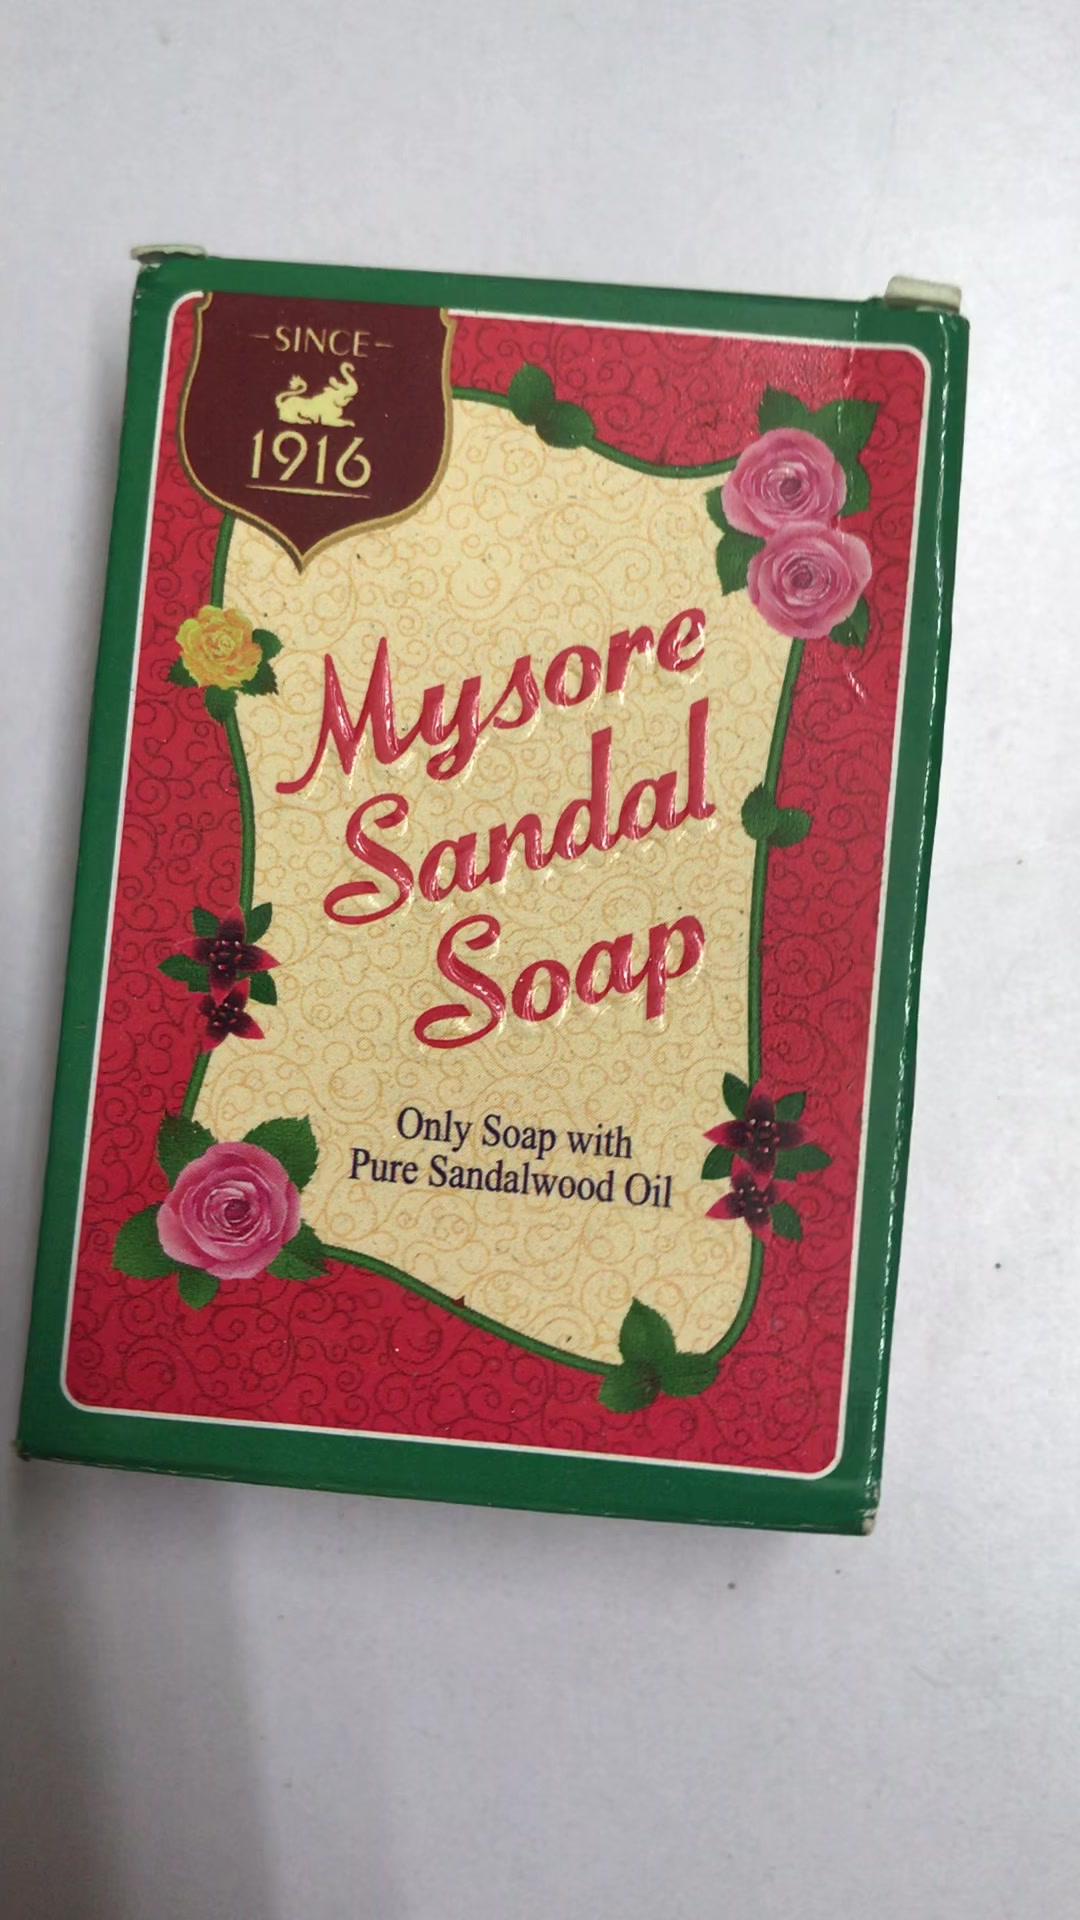 -SINCE-
1916
Mysore
Sandal
Soap
Only Soap with
Pure Sandalwood Oil